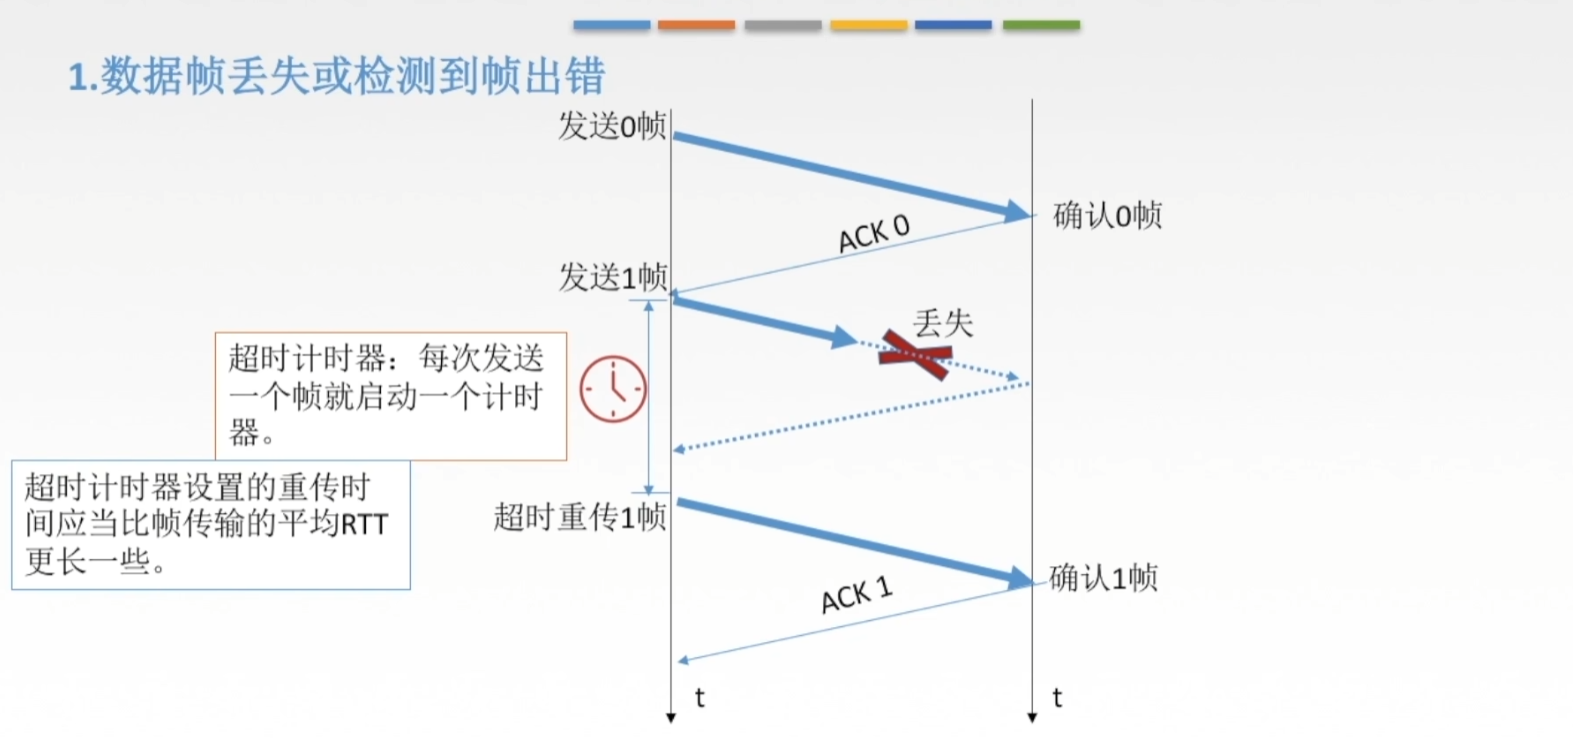 1.数据帧丢失或检测到帧出错
发送0帧
确认0帧
ACK 0
发送1帧
丢失
超时计时器：每次发送
一个帧就启动一个计时
器。
超时计时器设置的重传时
间应当比帧传输的平均RTT
更长一些。
超时重传1帧
确认1帧
ACK 1
t
t